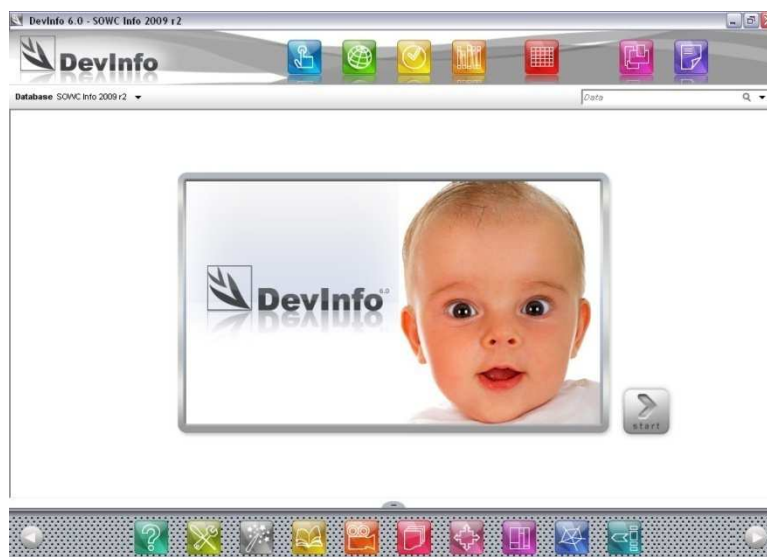 DevInfo 6.0 - SOWC Info 2009 r2
DevInfo
Database SOWC Info 2009 r2
Data
DevInfo 6.0
start